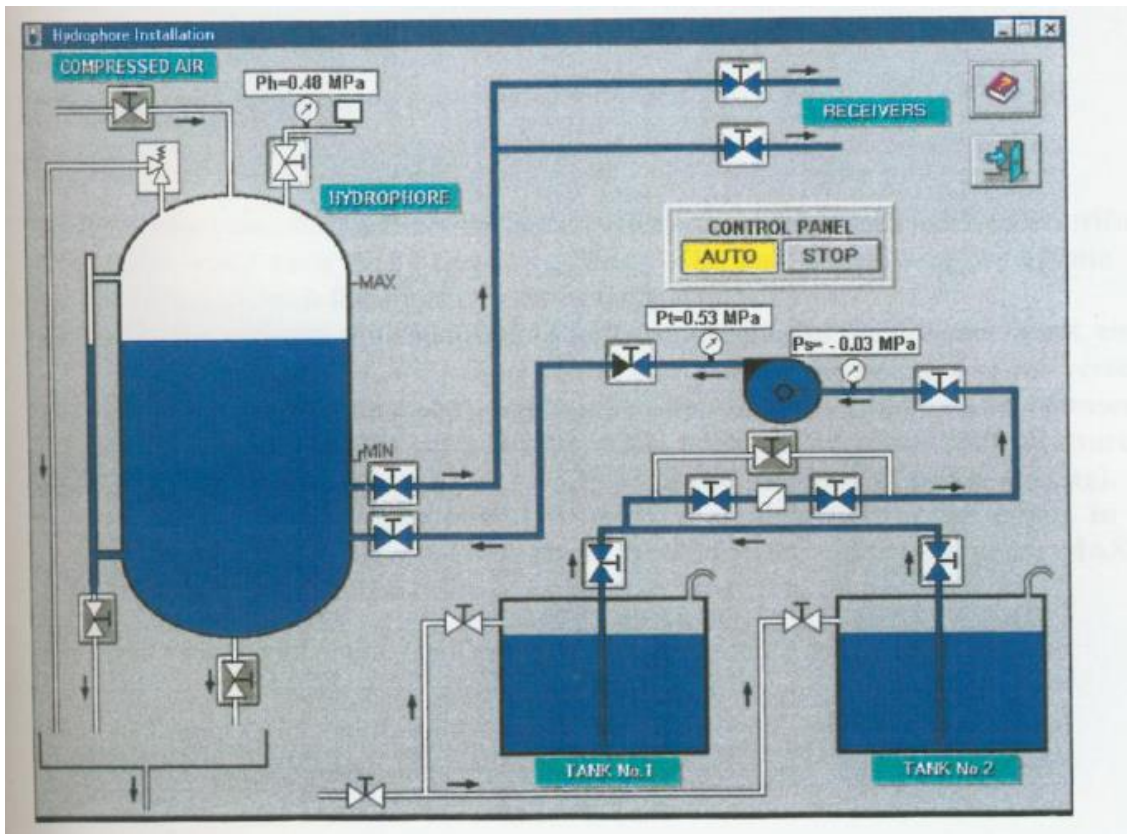 Hydrophore Installation
COMPRESSED AIR
Ph=0.48 MPa
RECEIVERS
HYDROPHORE
CONTROL PANEL
AUTO
STOP
MAX
Pt=0.53 MPa
Ps= - 0.03 MPa
MIN
TANK No.1
TANK No 2